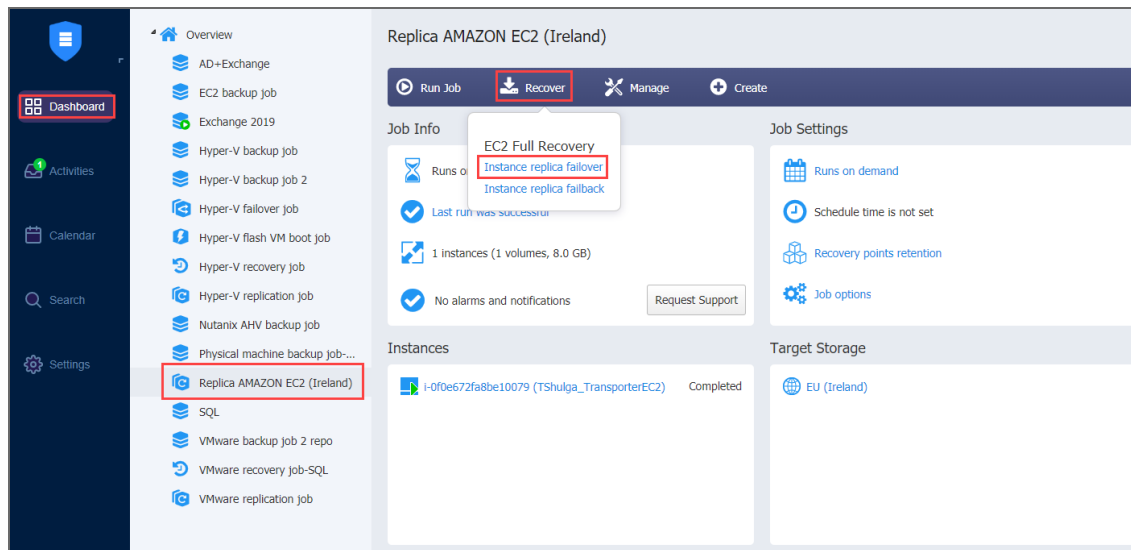 Dashboard
1
Activities
Calendar
Search
Settings
Overview
AD+Exchange
EC2 backup job
Exchange 2019
Hyper-V backup job
Hyper-V backup job 2
Hyper-V failover job
Hyper-V flash VM boot job
Hyper-V recovery job
Hyper-V replication job
Nutanix AHV backup job
Physical machine backup job-...
Replica AMAZON EC2 (Ireland)
SQL
VMware backup job 2 repo
VMware recovery job-SQL
VMware replication job
Replica AMAZON EC2 (Ireland)
Run Job
Recover
Manage
Create
EC2 Full Recovery
Instance replica failover
Instance replica failback
Job Info
Runs o
Last run was successful
1 instances (1 volumes, 8.0 GB)
No alarms and notifications
Request Support
Job Settings
Runs on demand
Schedule time is not set
Recovery points retention
Job options
Instances
i-0f0e672fa8be10079 (TShulga_TransporterEC2)
Completed
Target Storage
EU (Ireland)